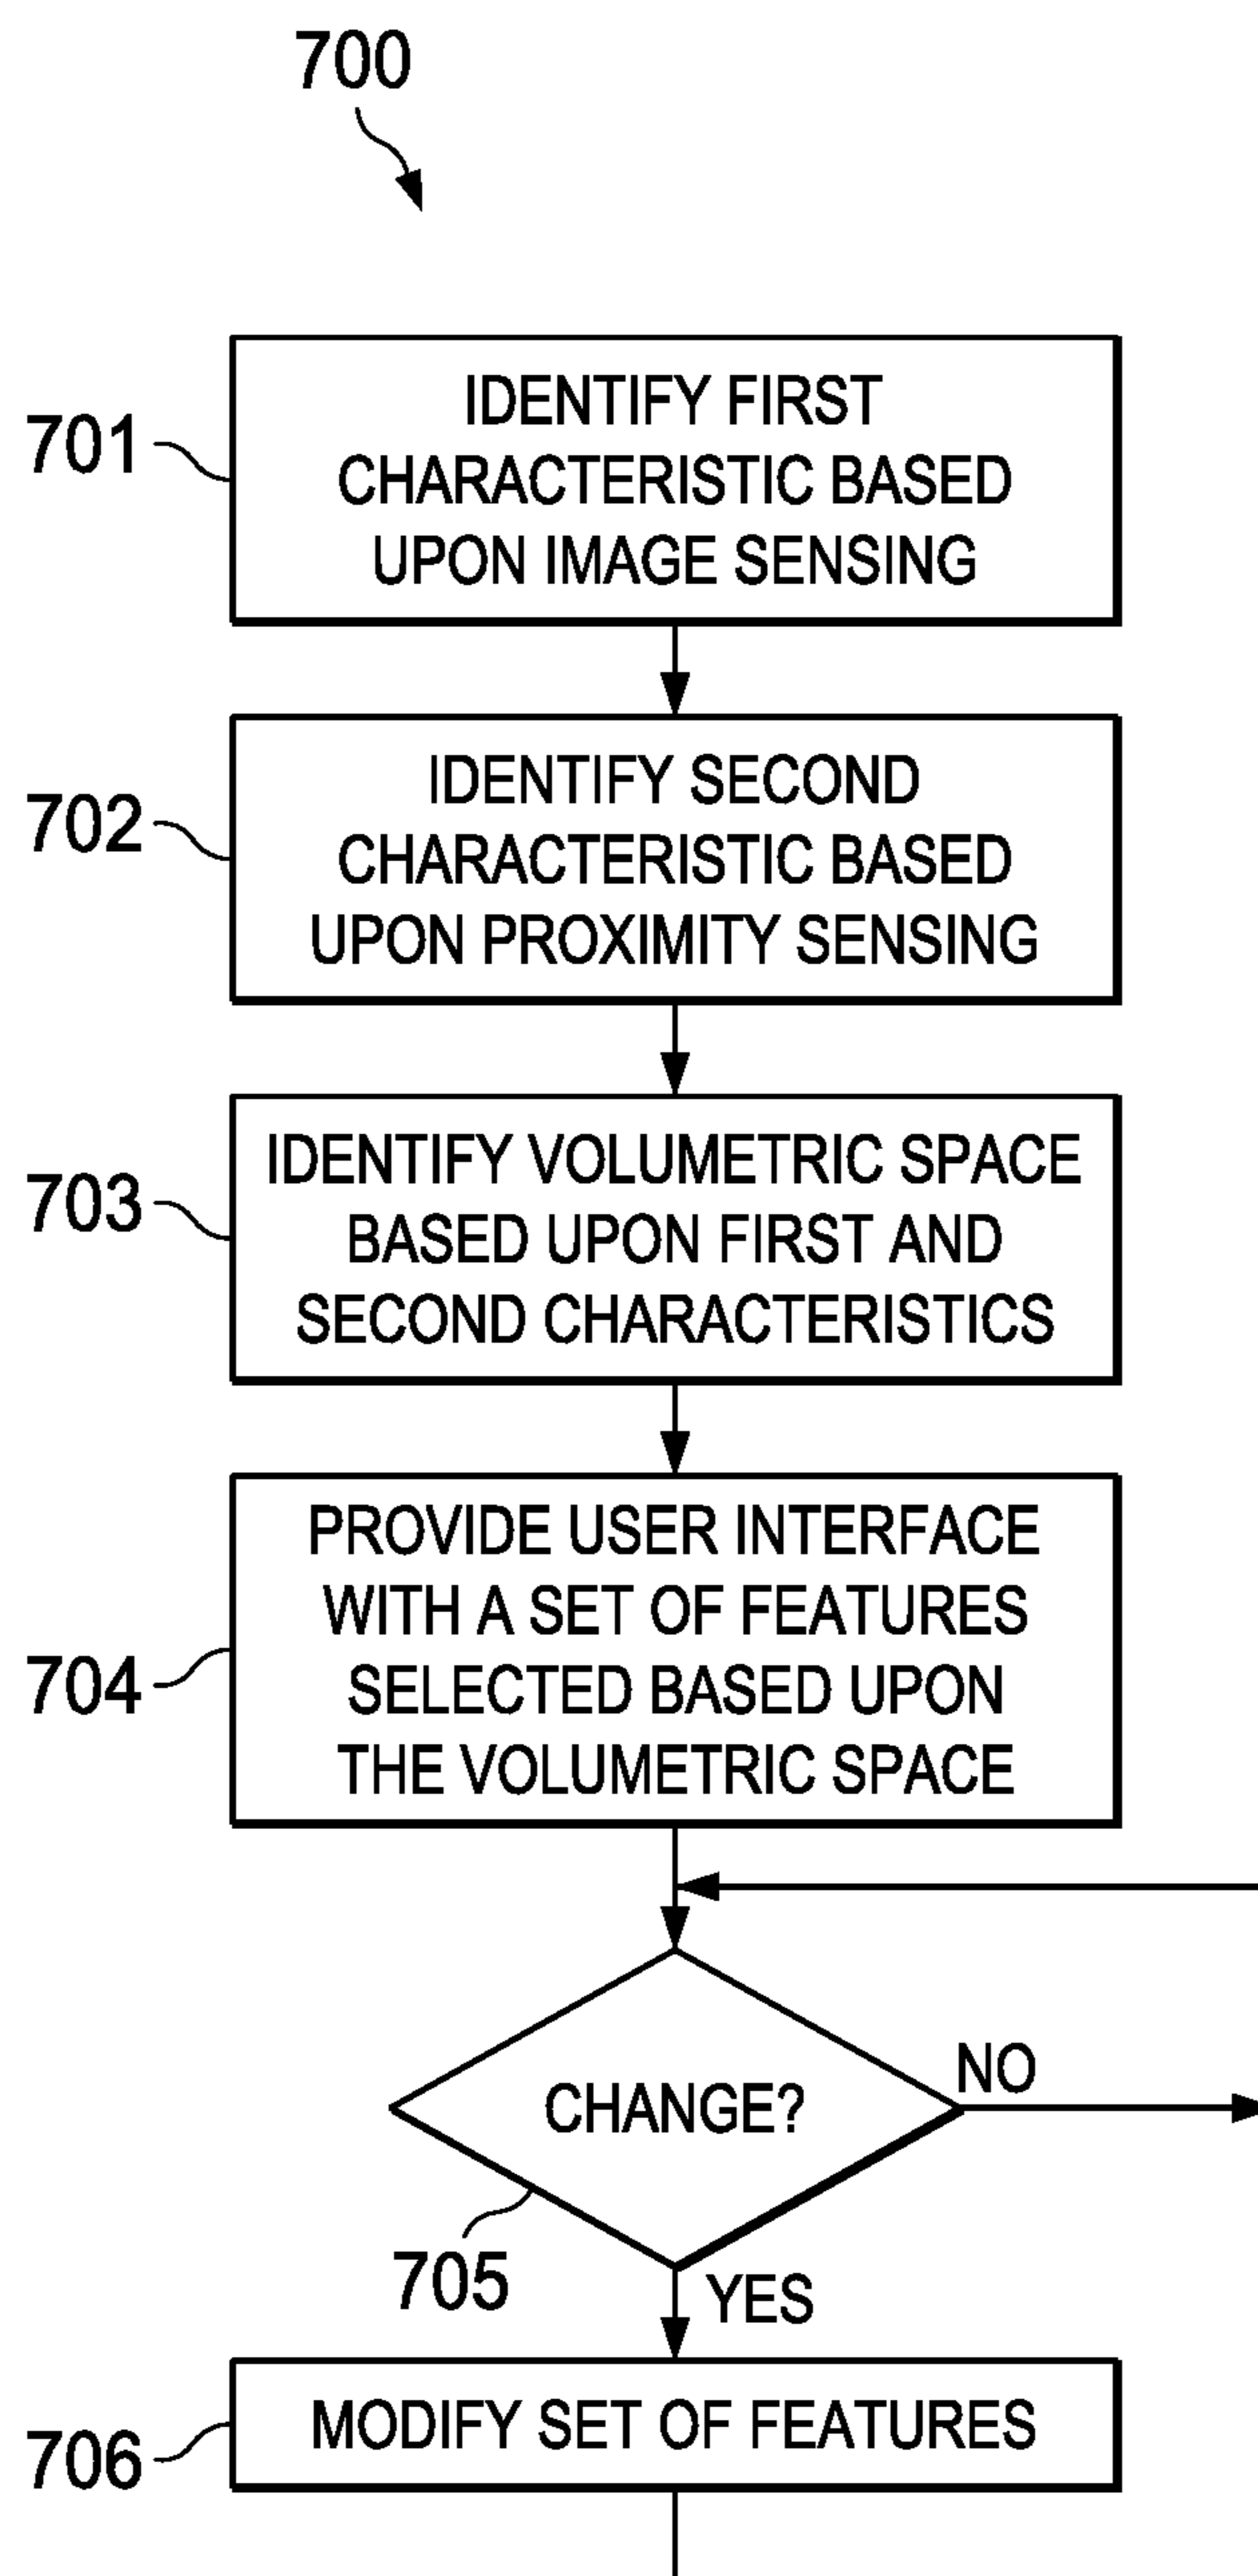 700
701
IDENTIFY FIRST
CHARACTERISTIC BASED
UPON IMAGE SENSING
702
IDENTIFY SECOND
CHARACTERISTIC BASED
UPON PROXIMITY SENSING
703
IDENTIFY VOLUMETRIC SPACE
BASED UPON FIRST AND
SECOND CHARACTERISTICS
704
PROVIDE USER INTERFACE
WITH A SET OF FEATURES
SELECTED BASED UPON
THE VOLUMETRIC SPACE
CHANGE?
NO
705
YES
706
MODIFY SET OF FEATURES